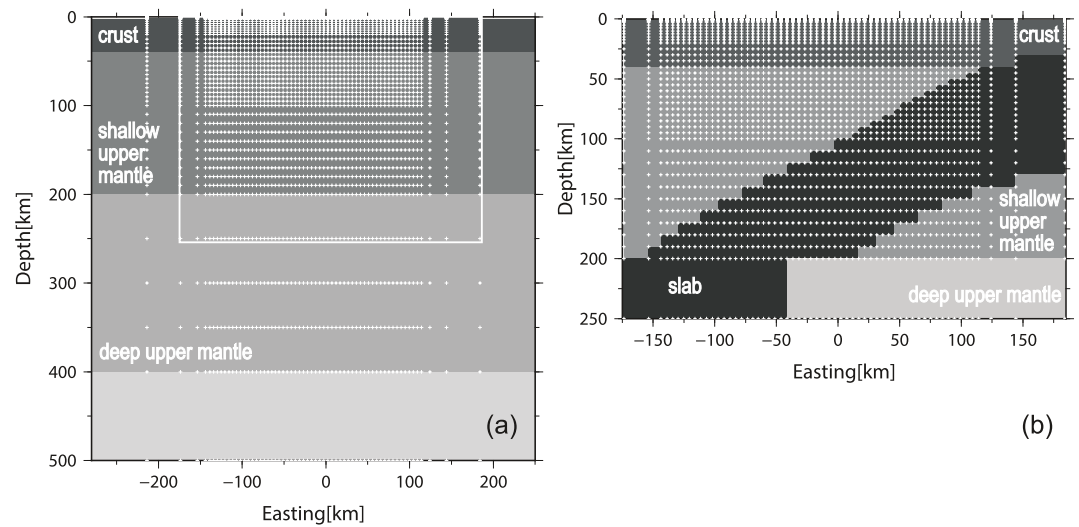 0
100
200
300
400
500
Depth[km]
crust
shallow
upper
mantle
deep upper mantle
(a)
−200
−100
0
100
200
Easting[km]
0
50
100
150
200
250
Depth[km]
crust
shallow
upper
mantle
slab
deep upper mantle
−150
−100
−50
0
50
100
150
Easting[km]
(b)